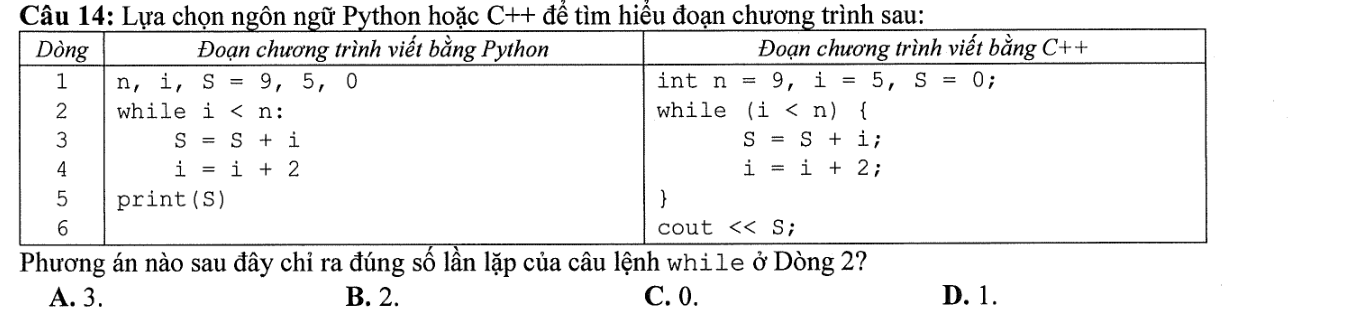 Câu 14: Lựa chọn ngôn ngữ Python hoặc C++ để tìm hiểu đoạn chương trình sau:
Dòng Đoạn chương trình viết bằng Python Đoạn chương trình viết bằng C++
1 n, i, S = 9, 5, 0 int n = 9, i = 5, S = 0;
2 while i < n: while (i < n) {
3 S = S + i S = S + i;
4 i = i + 2 i = i + 2;
5 print(S) }
6 cout << S;
Phương án nào sau đây chỉ ra đúng số lần lặp của câu lệnh while ở Dòng 2?
A. 3. B. 2. C. 0. D. 1.